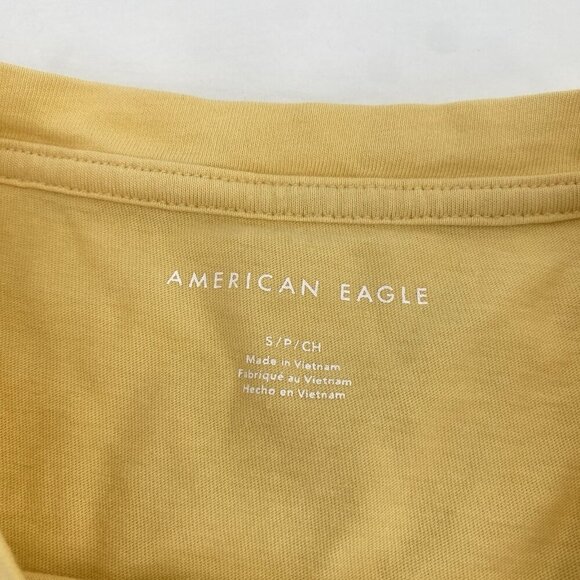 AMERICAN EAGLE
S/P/CH
Made in Vietnam
Fabriqué au Vietnam
Hecho en Vietnam